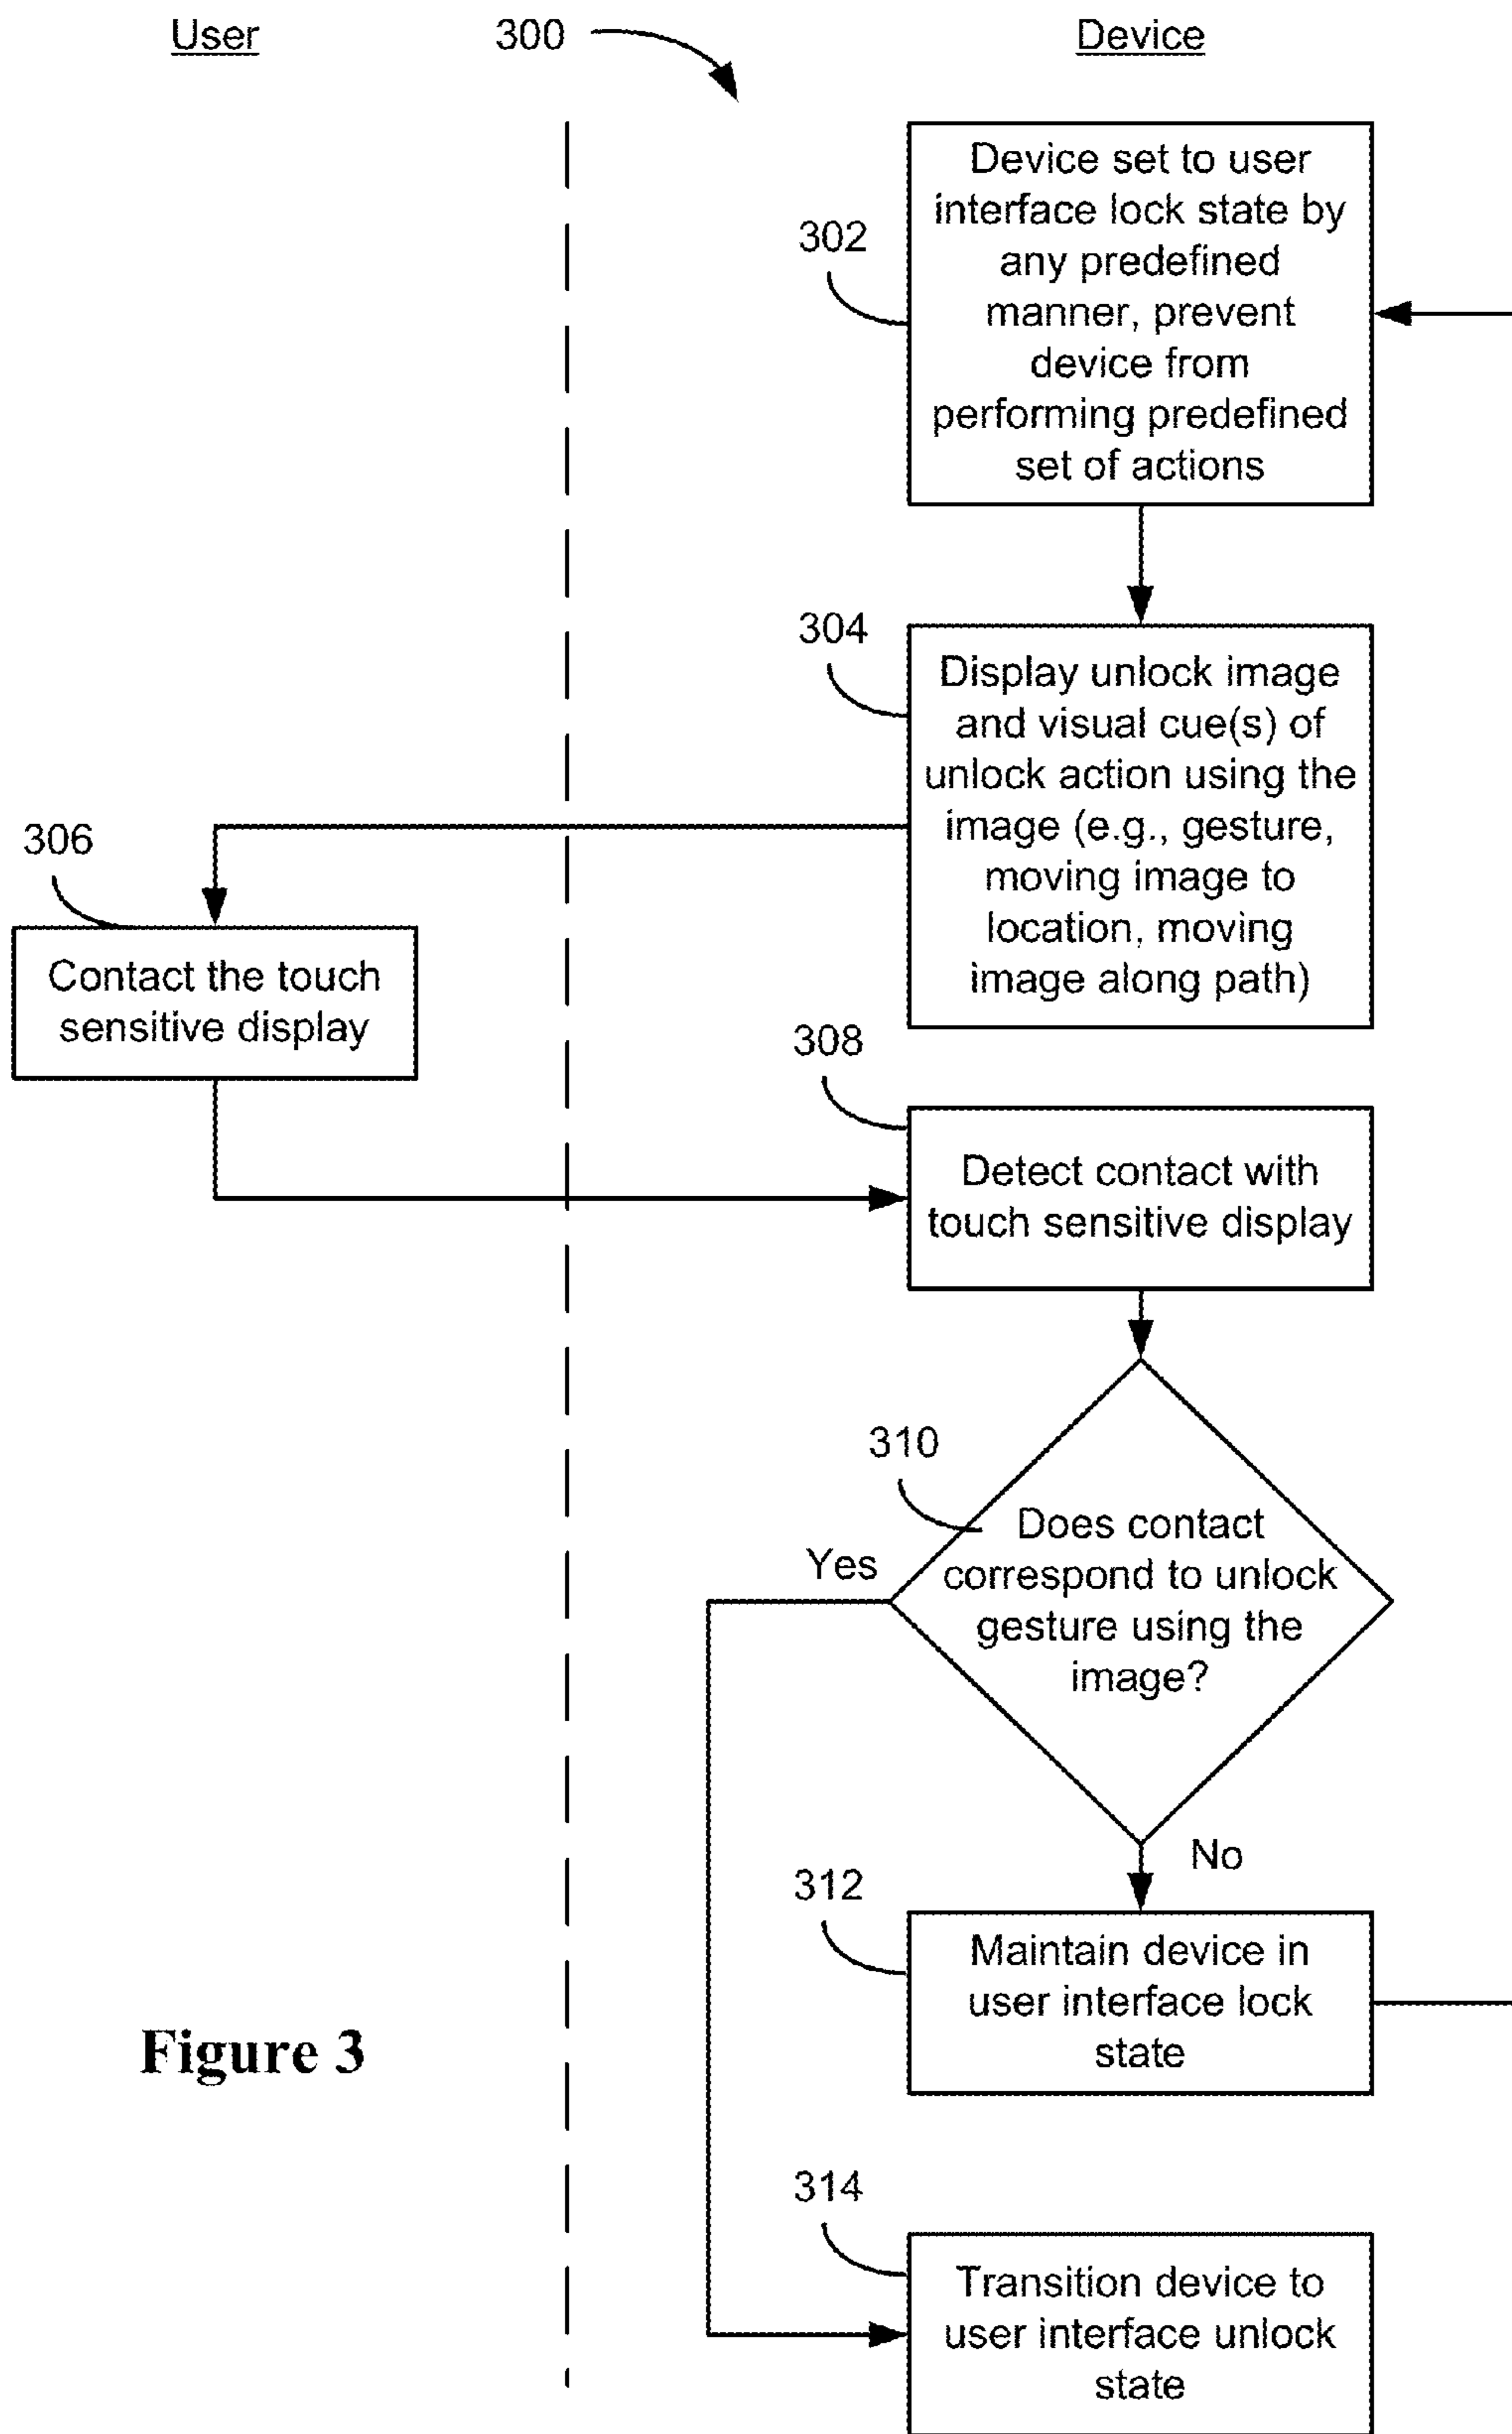 User
300
Device
302
Device set to user
interface lock state by
any predefined
manner, prevent
device from
performing predefined
set of actions
304
Display unlock image
and visual cue(s) of
unlock action using the
image (e.g., gesture,
moving image to
location, moving
image along path)
306
Contact the touch
sensitive display
308
Detect contact with
touch sensitive display
310
Does contact
correspond to unlock
gesture using the
image?
Yes
No
312
Maintain device in
user interface lock
state
Figure 3
314
Transition device to
user interface unlock
state